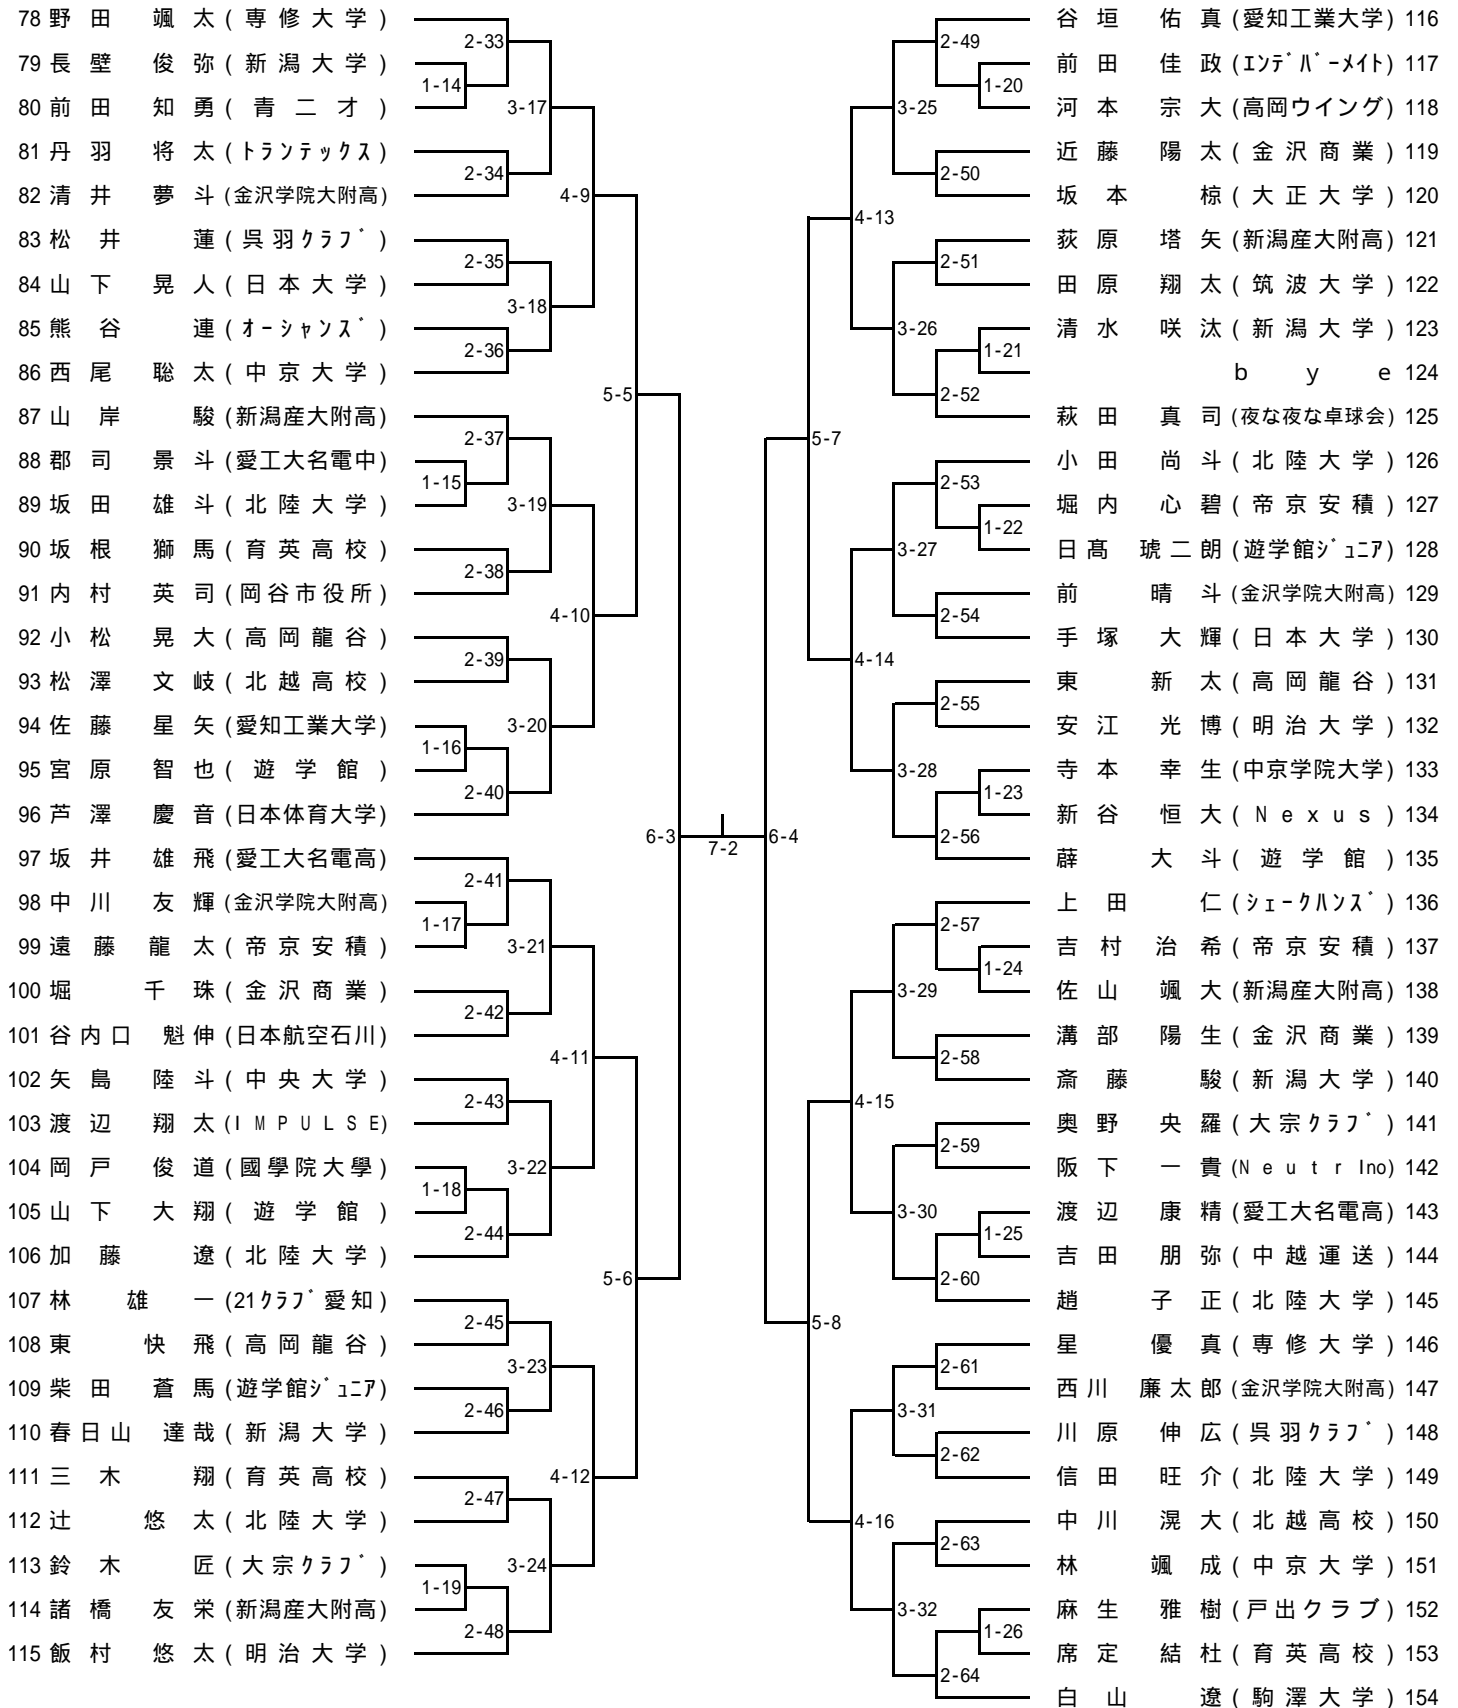 78 野田 颯太 (専修大学)
79 長壁 俊弥 (新潟大学)
80 前田 知勇 (青二才)
81 丹羽 将太 (トランテックス)
82 清井 夢斗 (金沢学院大附高)
83 松井 蓮 (呉羽クラブ)
84 山下 晃人 (日本大学)
85 熊谷 連 (オーシャンズ)
86 西尾 聡太 (中京大学)
87 山岸 駿 (新潟産大附高)
88 郡司 景斗 (愛工大名電中)
89 坂田 雄斗 (北陸大学)
90 坂根 獅馬 (育英高校)
91 内村 英司 (岡谷市役所)
92 小松 晃大 (高岡龍谷)
93 松澤 文岐 (北越高校)
94 佐藤 星矢 (愛知工業大学)
95 宮原 智也 (遊学館)
96 芦澤 慶音 (日本体育大学)
97 坂井 雄飛 (愛工大名電高)
98 中川 友輝 (金沢学院大附高)
99 遠藤 龍太 (帝京安積)
100 堀 千珠 (金沢商業)
101 谷内口 魁伸 (日本航空石川)
102 矢島 陸斗 (中央大学)
103 渡辺 翔太 (IMPULSE)
104 岡戸 俊道 (國學院大學)
105 山下 大翔 (遊学館)
106 加藤 遼 (北陸大学)
107 林 雄一 (21クラブ愛知)
108 東 快飛 (高岡龍谷)
109 柴田 蒼馬 (遊学館ジュニア)
110 春日山 達哉 (新潟大学)
111 三木 翔 (育英高校)
112 辻 悠太 (北陸大学)
113 鈴木 匠 (大宗クラブ)
114 諸橋 友栄 (新潟産大附高)
115 飯村 悠太 (明治大学)
2-33
1-14
3-17
2-34
4-9
2-35
3-18
2-36
5-5
2-37
1-15
3-19
2-38
4-10
2-39
3-20
1-16
2-40
6-3
2-41
1-17
3-21
2-42
4-11
2-43
3-22
1-18
2-44
5-6
2-45
3-23
2-46
4-12
2-47
3-24
1-19
2-48
7-2
6-4
2-49
1-20
3-25
2-50
4-13
2-51
3-26
1-21
2-52
5-7
2-53
1-22
3-27
2-54
4-14
2-55
3-28
1-23
2-56
2-57
1-24
3-29
2-58
4-15
2-59
3-30
1-25
2-60
5-8
2-61
3-31
2-62
4-16
2-63
3-32
1-26
2-64
谷垣 佑真 (愛知工業大学) 116
前田 佳政 (エンデバーメイト) 117
河本 宗大 (高岡ウイング) 118
近藤 陽太 (金沢商業) 119
坂本 椋 (大正大学) 120
荻原 塔矢 (新潟産大附高) 121
田原 翔太 (筑波大学) 122
清水 咲汰 (新潟大学) 123
bye 124
萩田 真司 (夜な夜な卓球会) 125
小田 尚斗 (北陸大学) 126
堀内 心碧 (帝京安積) 127
日髙 琥二朗 (遊学館ジュニア) 128
前 晴斗 (金沢学院大附高) 129
手塚 大輝 (日本大学) 130
東 新太 (高岡龍谷) 131
安江 光博 (明治大学) 132
寺本 幸生 (中京学院大学) 133
新谷 恒大 (Nexus) 134
薜 大斗 (遊学館) 135
上田 仁 (シェークハンズ) 136
吉村 治希 (帝京安積) 137
佐山 颯大 (新潟産大附高) 138
溝部 陽生 (金沢商業) 139
斎藤 駿 (新潟大学) 140
奥野 央羅 (大宗クラブ) 141
阪下 一貴 (NeutrIno) 142
渡辺 康精 (愛工大名電高) 143
吉田 朋弥 (中越運送) 144
趙 子正 (北陸大学) 145
星 優真 (専修大学) 146
西川 廉太郎 (金沢学院大附高) 147
川原 伸広 (呉羽クラブ) 148
信田 旺介 (北陸大学) 149
中川 滉大 (北越高校) 150
林 颯成 (中京大学) 151
麻生 雅樹 (戸出クラブ) 152
席定 結杜 (育英高校) 153
白山 遼 (駒澤大学) 154